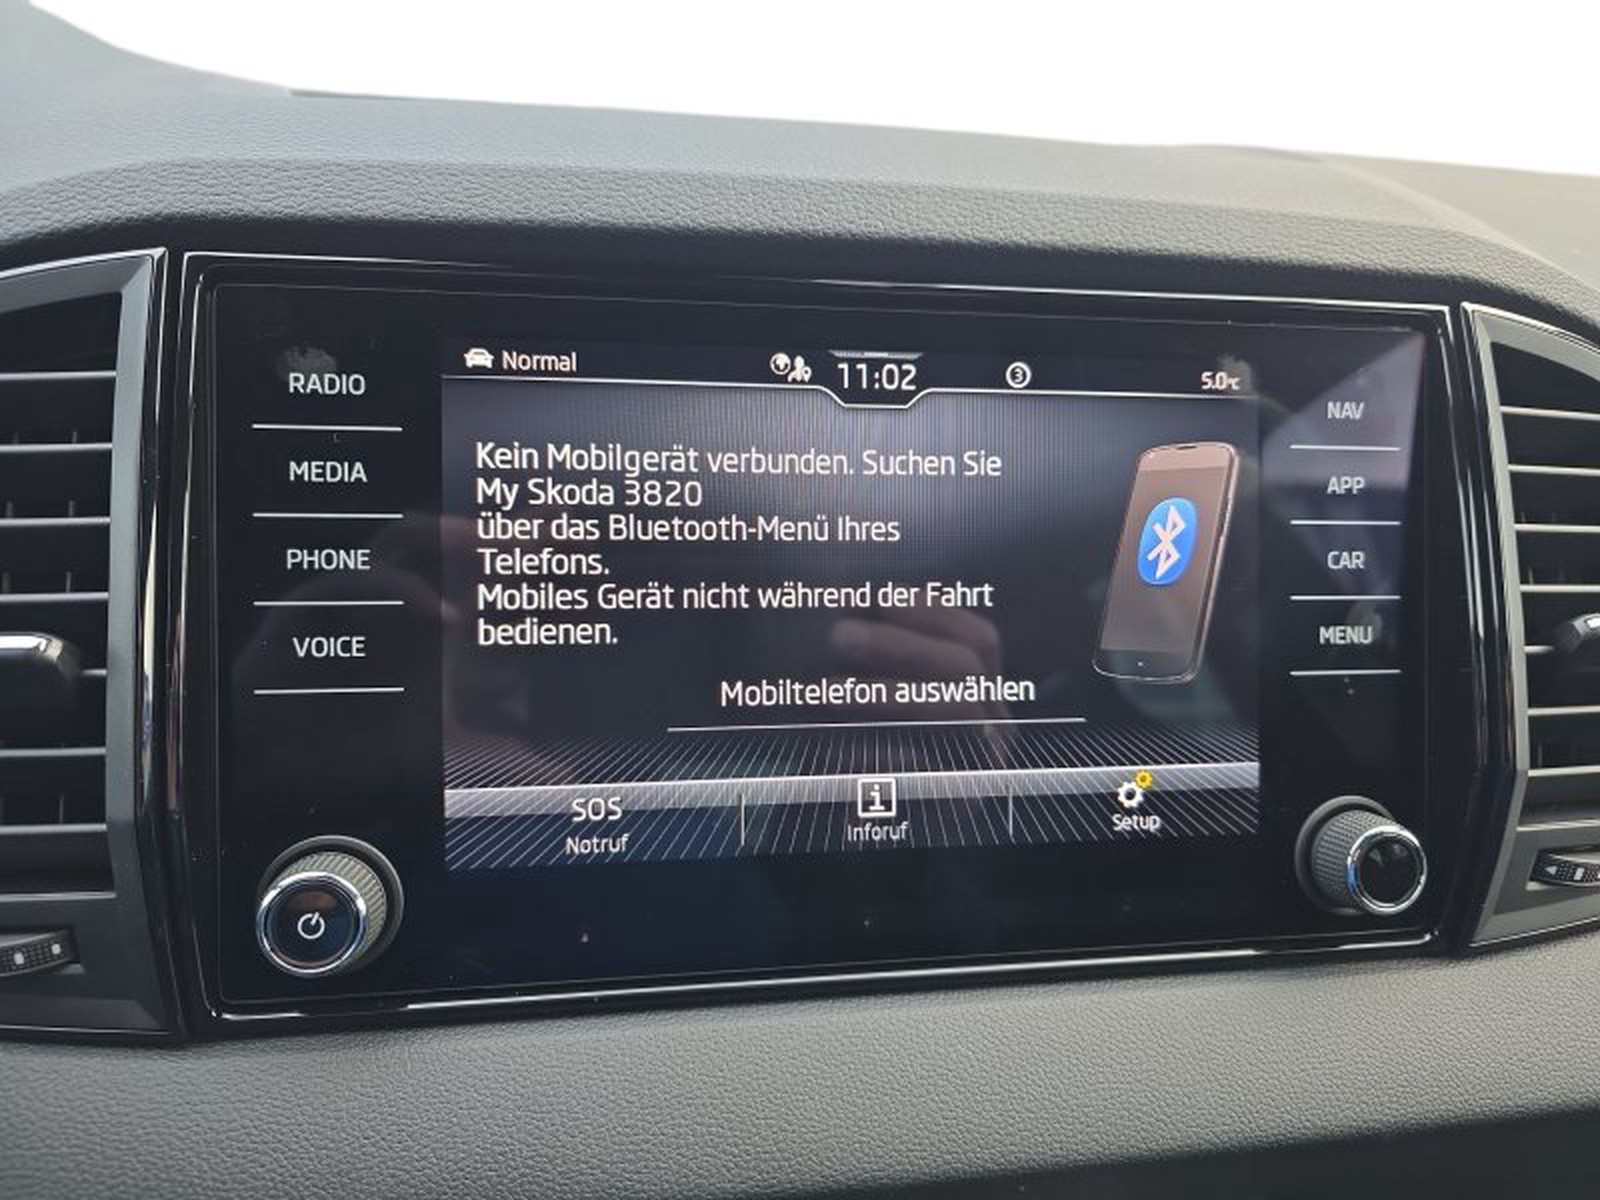 Normal
11:02
3
5.0°C
RADIO
MEDIA
PHONE
VOICE
Kein Mobilgerät verbunden. Suchen Sie
My Skoda 3820
über das Bluetooth-Menü Ihres
Telefons.
Mobiles Gerät nicht während der Fahrt
bedienen.
Mobiltelefon auswählen
SOS
Notruf
i
Inforuf
Setup
NAV
APP
CAR
MENU